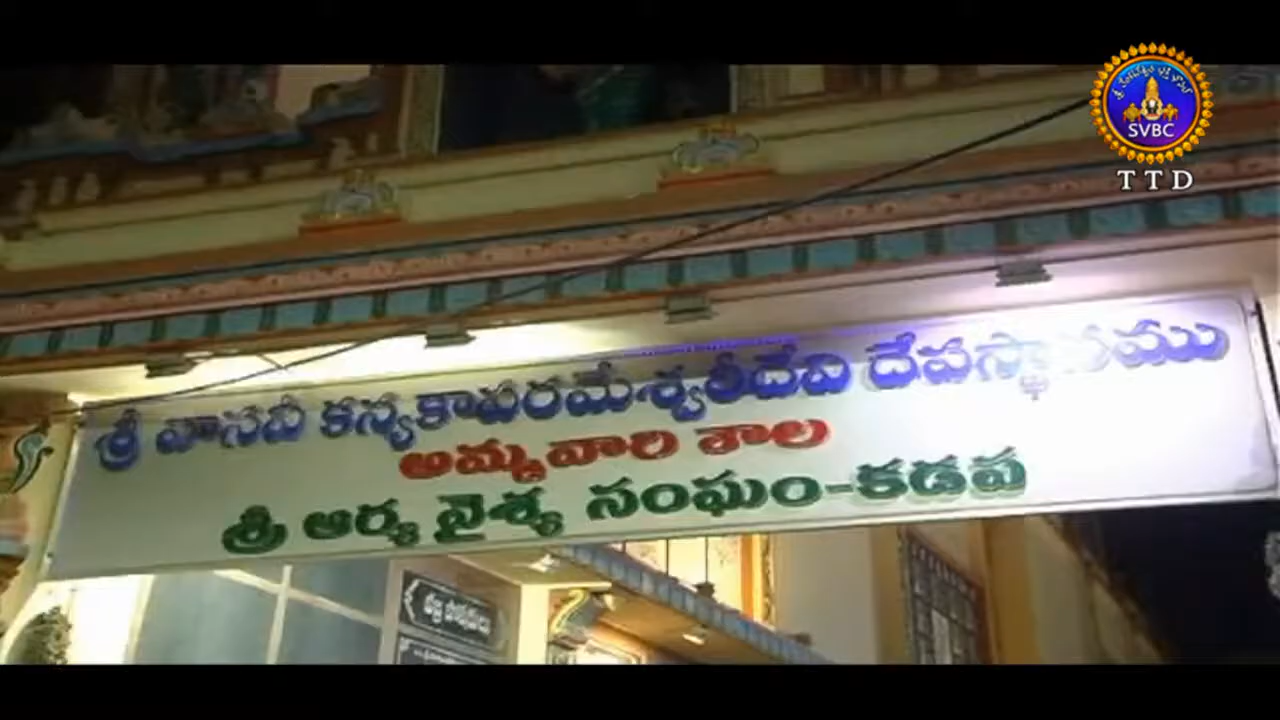 SVBC
TTD
శ్రీ వాసవీ కన్యకాపరమేశ్వరీదేవి దేవస్థానము
అమ్మవారి శాల
శ్రీ ఆర్య వైశ్య సంఘం-కడప